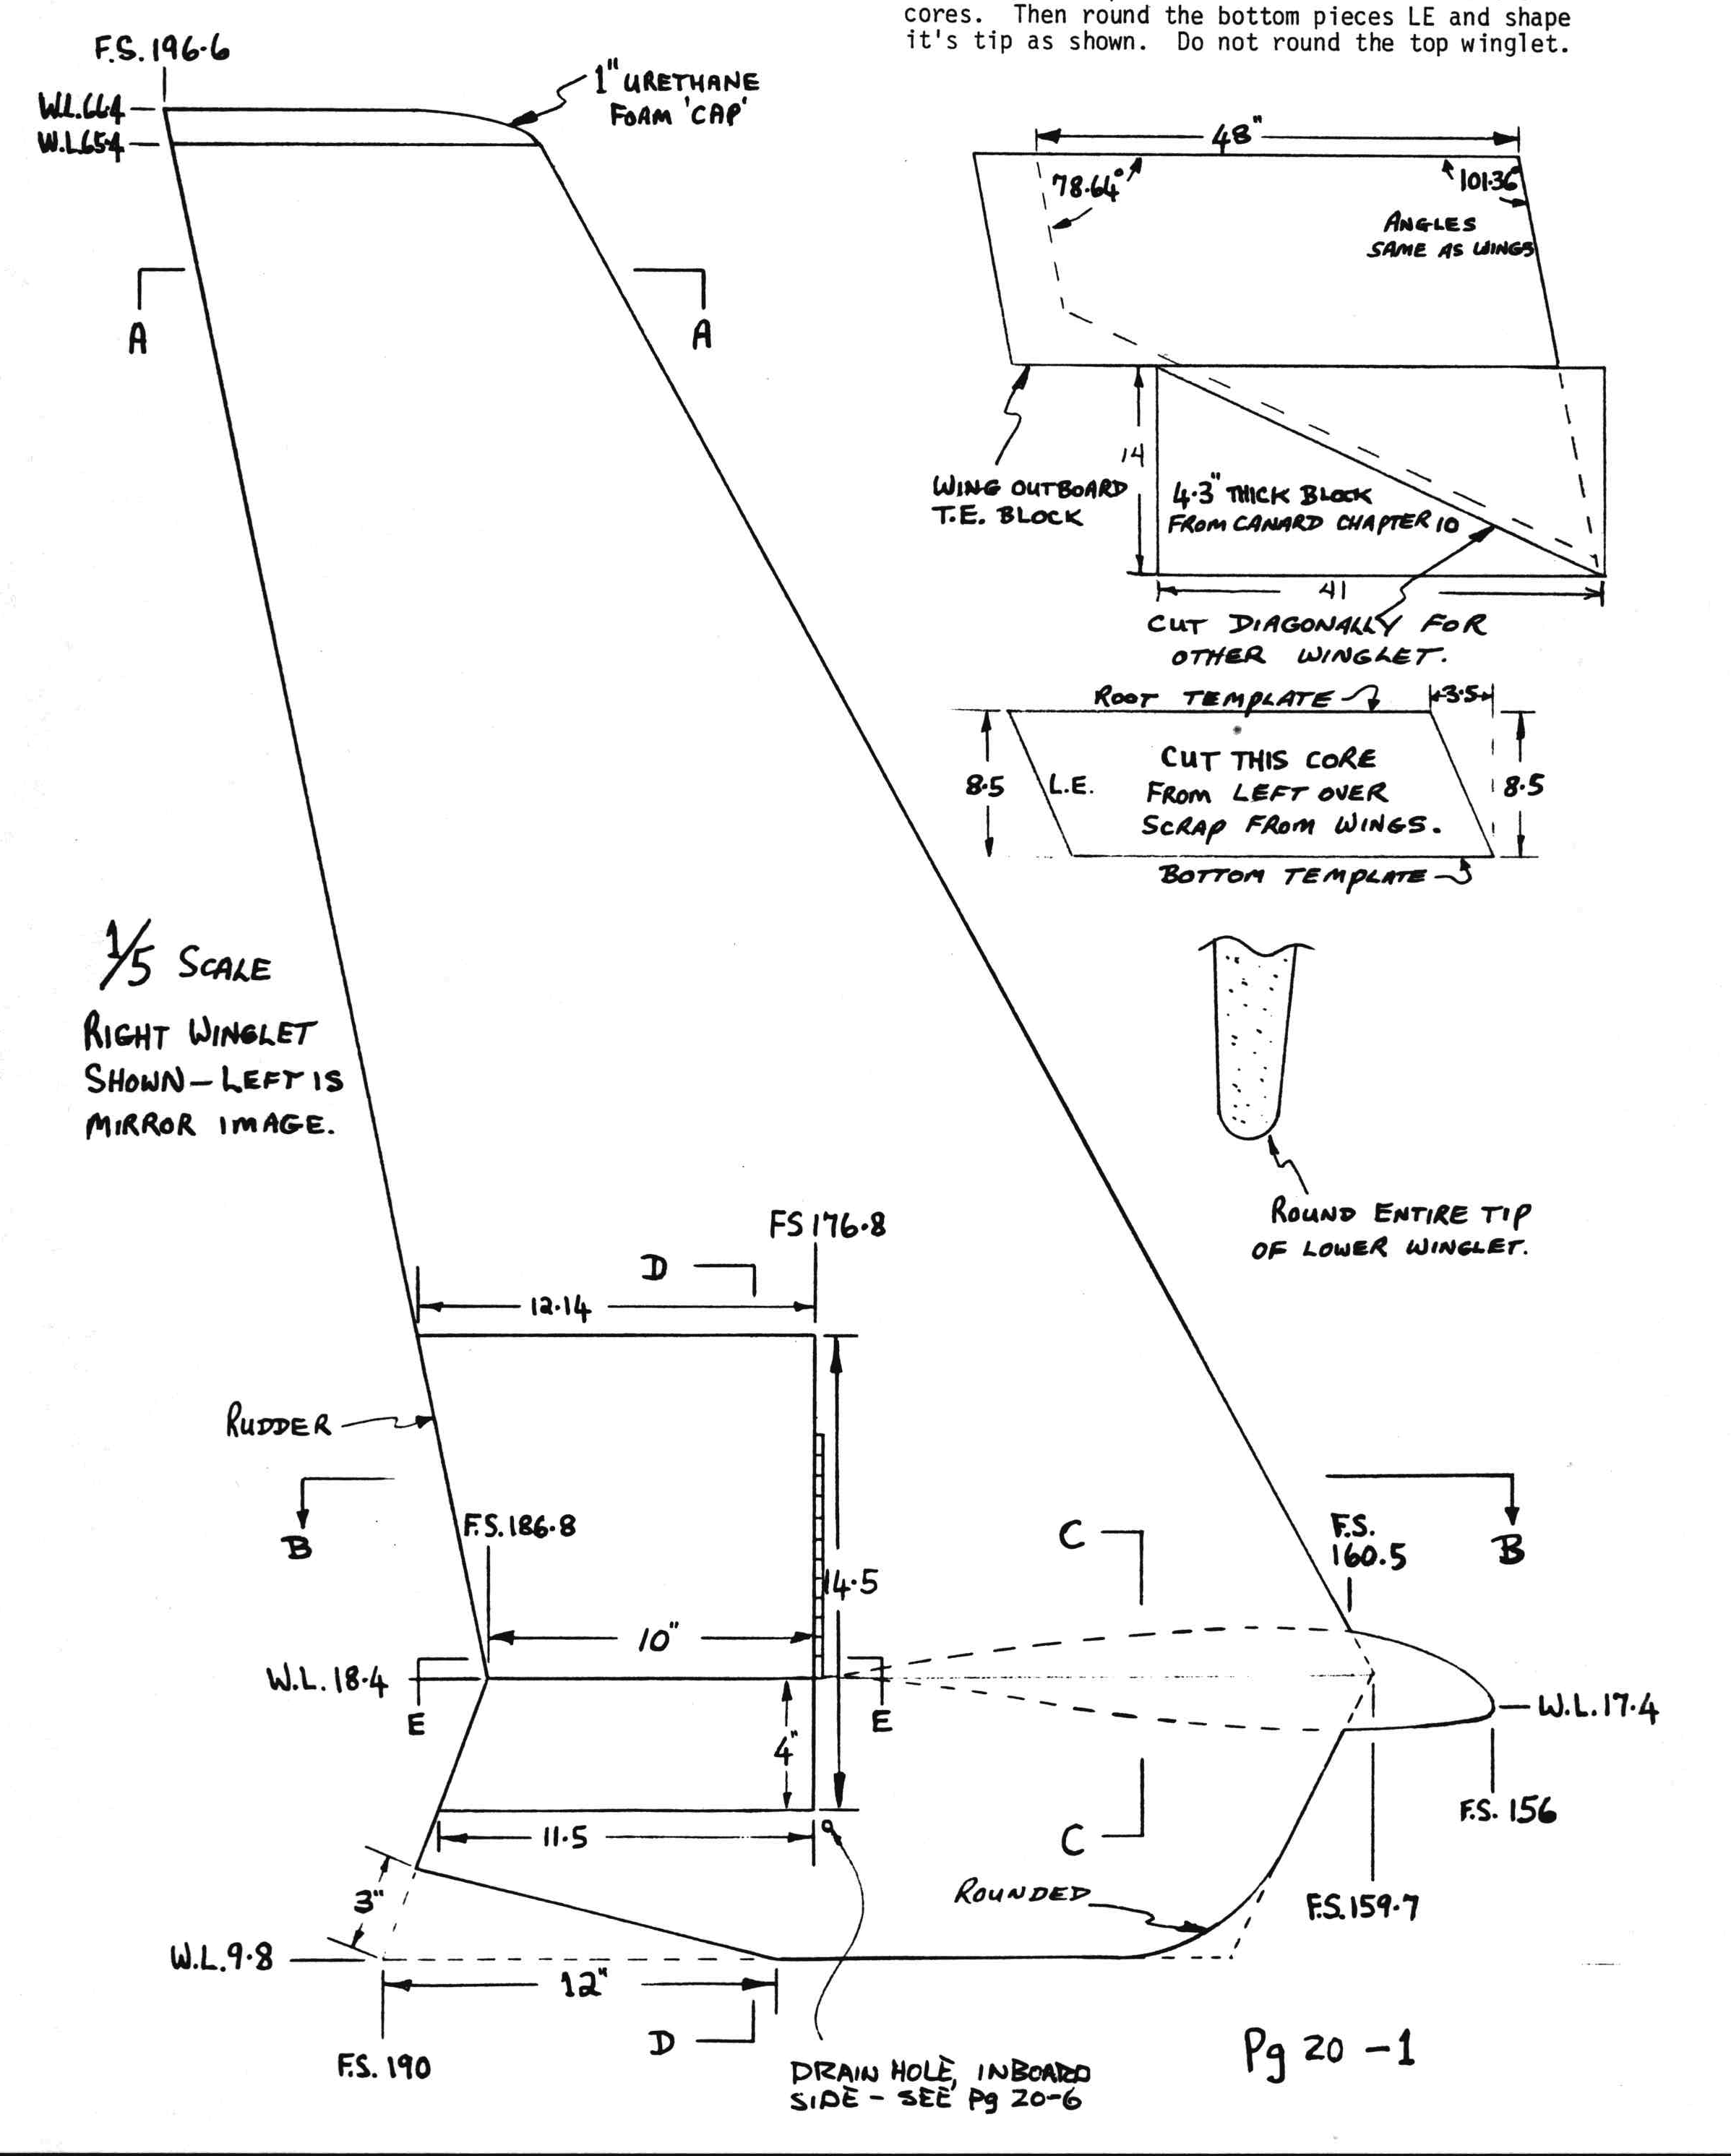 cores.  Then round the bottom pieces LE and shape
it's tip as shown.  Do not round the top winglet.
F.S. 196.6
W.L.66.4
W.L.65.4
1" URETHANE
FOAM 'CAP'
A
A
48"
78.64°
101.36°
ANGLES
SAME AS WINGS
WING OUTBOARD
T.E. BLOCK
14
4.3" THICK BLOCK
FROM CANARD CHAPTER 10
41
CUT DIAGONALLY FOR
OTHER WINGLET.
ROOT TEMPLATE
3.5
8.5
L.E.
CUT THIS CORE
FROM LEFT OVER
SCRAP FROM WINGS.
8.5
BOTTOM TEMPLATE
1/5 SCALE
RIGHT WINGLET
SHOWN – LEFT IS
MIRROR IMAGE.
ROUND ENTIRE TIP
OF LOWER WINGLET.
FS 176.8
D
12.14
RUDDER
B
F.S. 186.8
14.5
C
F.S.
160.5
B
10"
W.L. 18.4
E
E
4"
W.L. 17.4
F.S. 156
11.5
C
3"
ROUNDED
F.S. 159.7
W.L. 9.8
12"
F.S. 190
D
DRAIN HOLE, INBOARD
SIDE – SEE Pg 20-6
Pg 20 – 1